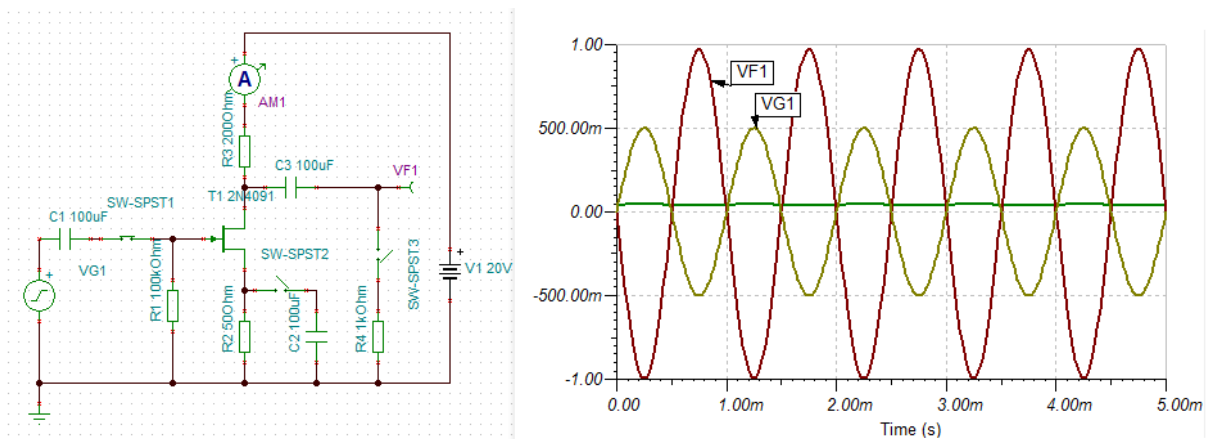 A
AM1
R3 200Ohm
C3 100uF
VF1
T1 2N4091
SW-SPST1
C1 100uF
VG1
SW-SPST2
SW-SPST3
V1 20V
R1 100kOhm
R2 50Ohm
C2 100uF
R4 1kOhm
1.00
500.00m
0.00
-500.00m
-1.00
VF1
VG1
0.00 1.00m 2.00m 3.00m 4.00m 5.00m
Time (s)